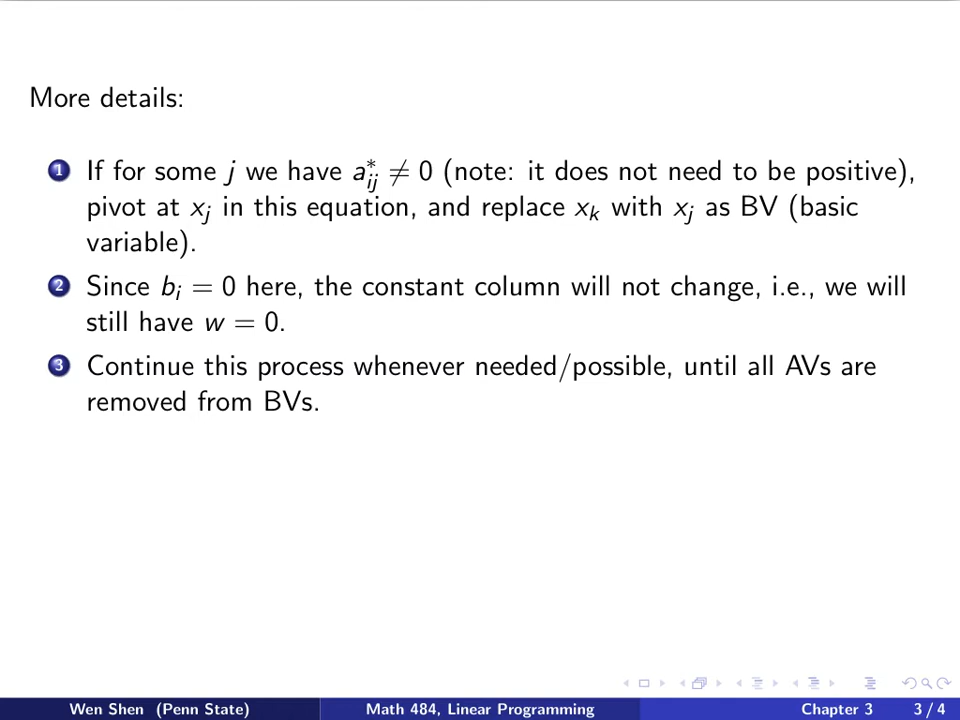 More details:
1 If for some j we have a*ij ≠ 0 (note: it does not need to be positive),
pivot at xj in this equation, and replace xk with xj as BV (basic
variable).
2 Since bi = 0 here, the constant column will not change, i.e., we will
still have w = 0.
3 Continue this process whenever needed/possible, until all AVs are
removed from BVs.
Wen Shen (Penn State) Math 484, Linear Programming Chapter 3 3 / 4